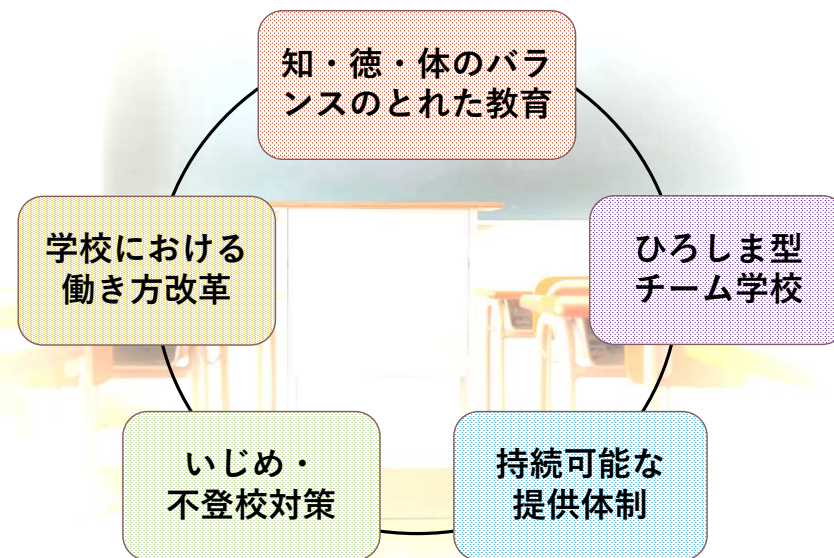 知・徳・体のバラ
ンスのとれた教育
ひろしま型
チーム学校
持続可能な
提供体制
いじめ・
不登校対策
学校における
働き方改革